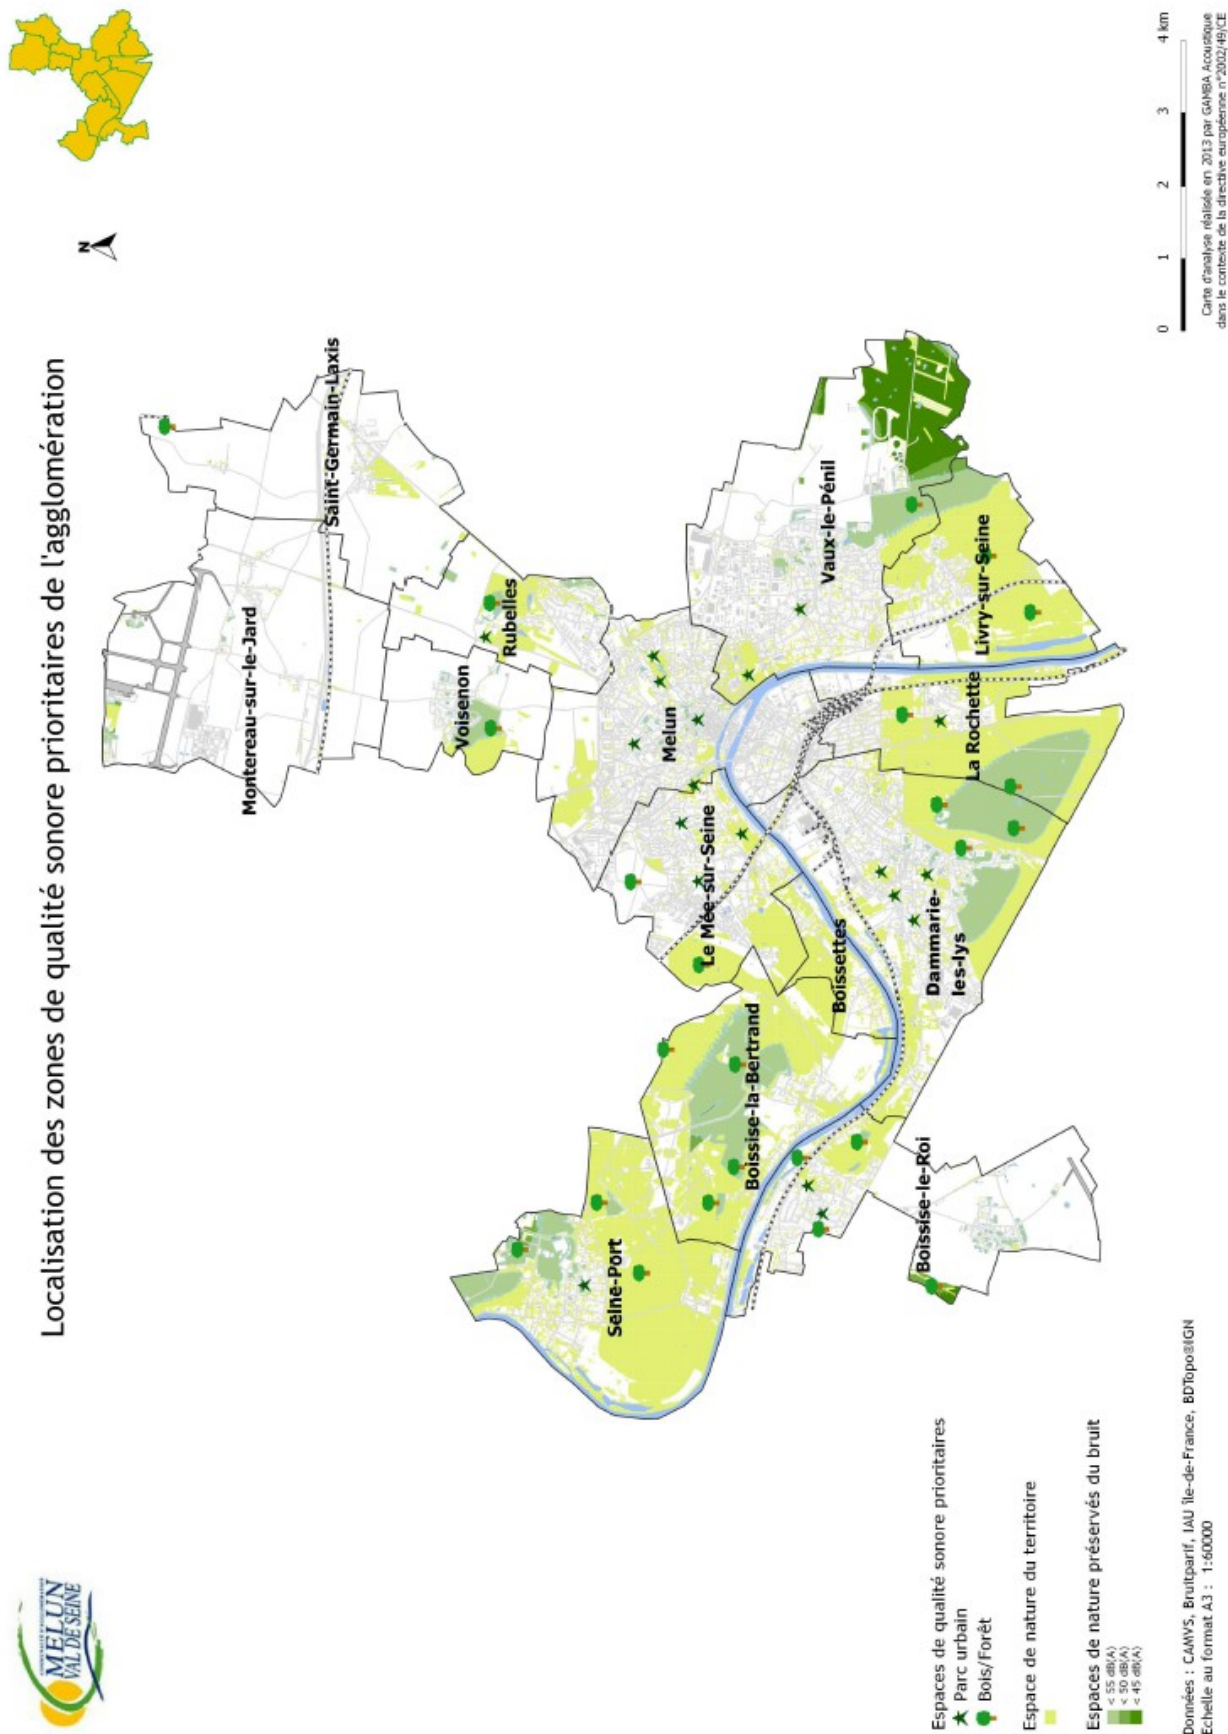 COMMUNAUTÉ D'AGGLOMÉRATION
MELUN
VAL DE SEINE
Localisation des zones de qualité sonore prioritaires de l'agglomération
N
Montereau-sur-le-Jard
Saint-Germain-Laxis
Voisenon
Rubelles
Seine-Port
Boissise-la-Bertrand
Le Mée-sur-Seine
Melun
Vaux-le-Pénil
Boissettes
Livry-sur-Seine
La Rochette
Dammarie-
les-lys
Boissise-le-Roi
Espaces de qualité sonore prioritaires
Parc urbain
Bois/Forêt
Espace de nature du territoire
Espaces de nature préservés du bruit
< 55 dB(A)
< 50 dB(A)
< 45 dB(A)
Données : CAMVS, Bruitparif, IAU île-de-France, BDTopo@IGN
Echelle au format A3 : 1:60000
0 1 2 3 4 km
Carte d'analyse réalisée en 2013 par GAMBA Acoustique
dans le contexte de la directive européenne n°2002/49/CE